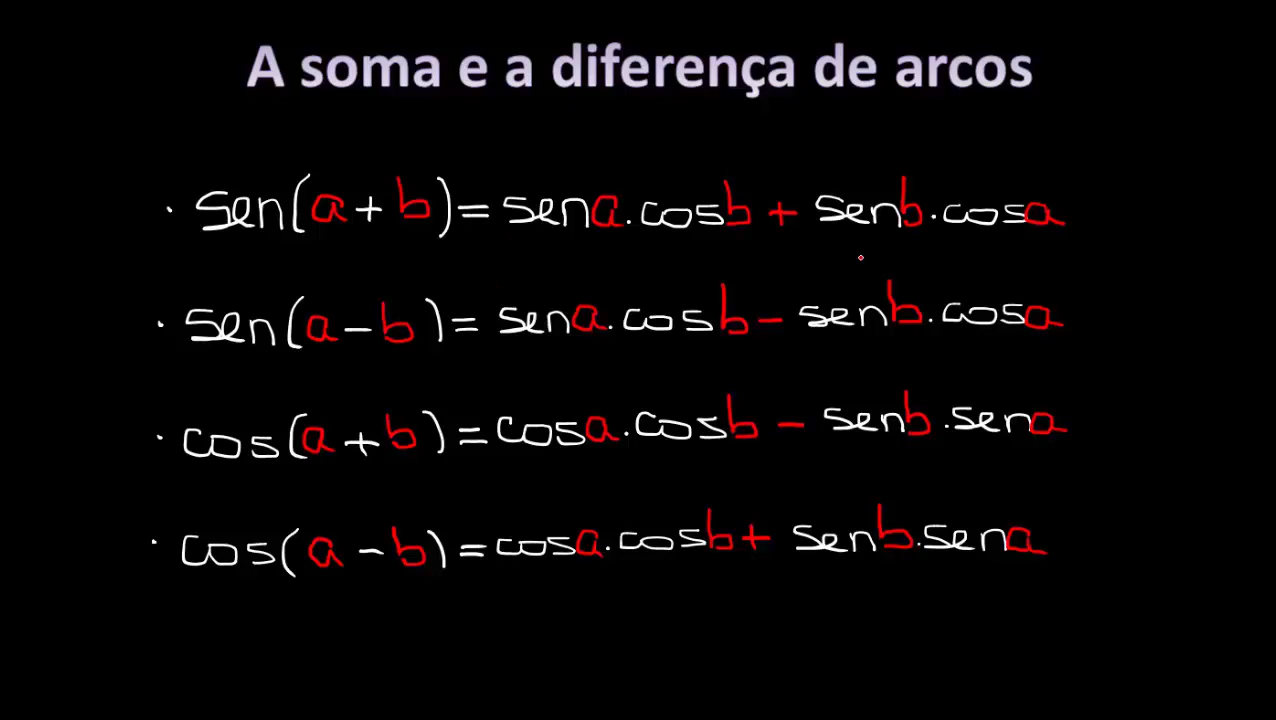 A soma e a diferença de arcos
· sen(a + b) = sena.cosb + senb.cosa
· sen(a - b) = sena.cosb - senb.cosa
· cos(a + b) = cosa.cosb - senb.sena
· cos(a - b) = cosa.cosb + senb.sena